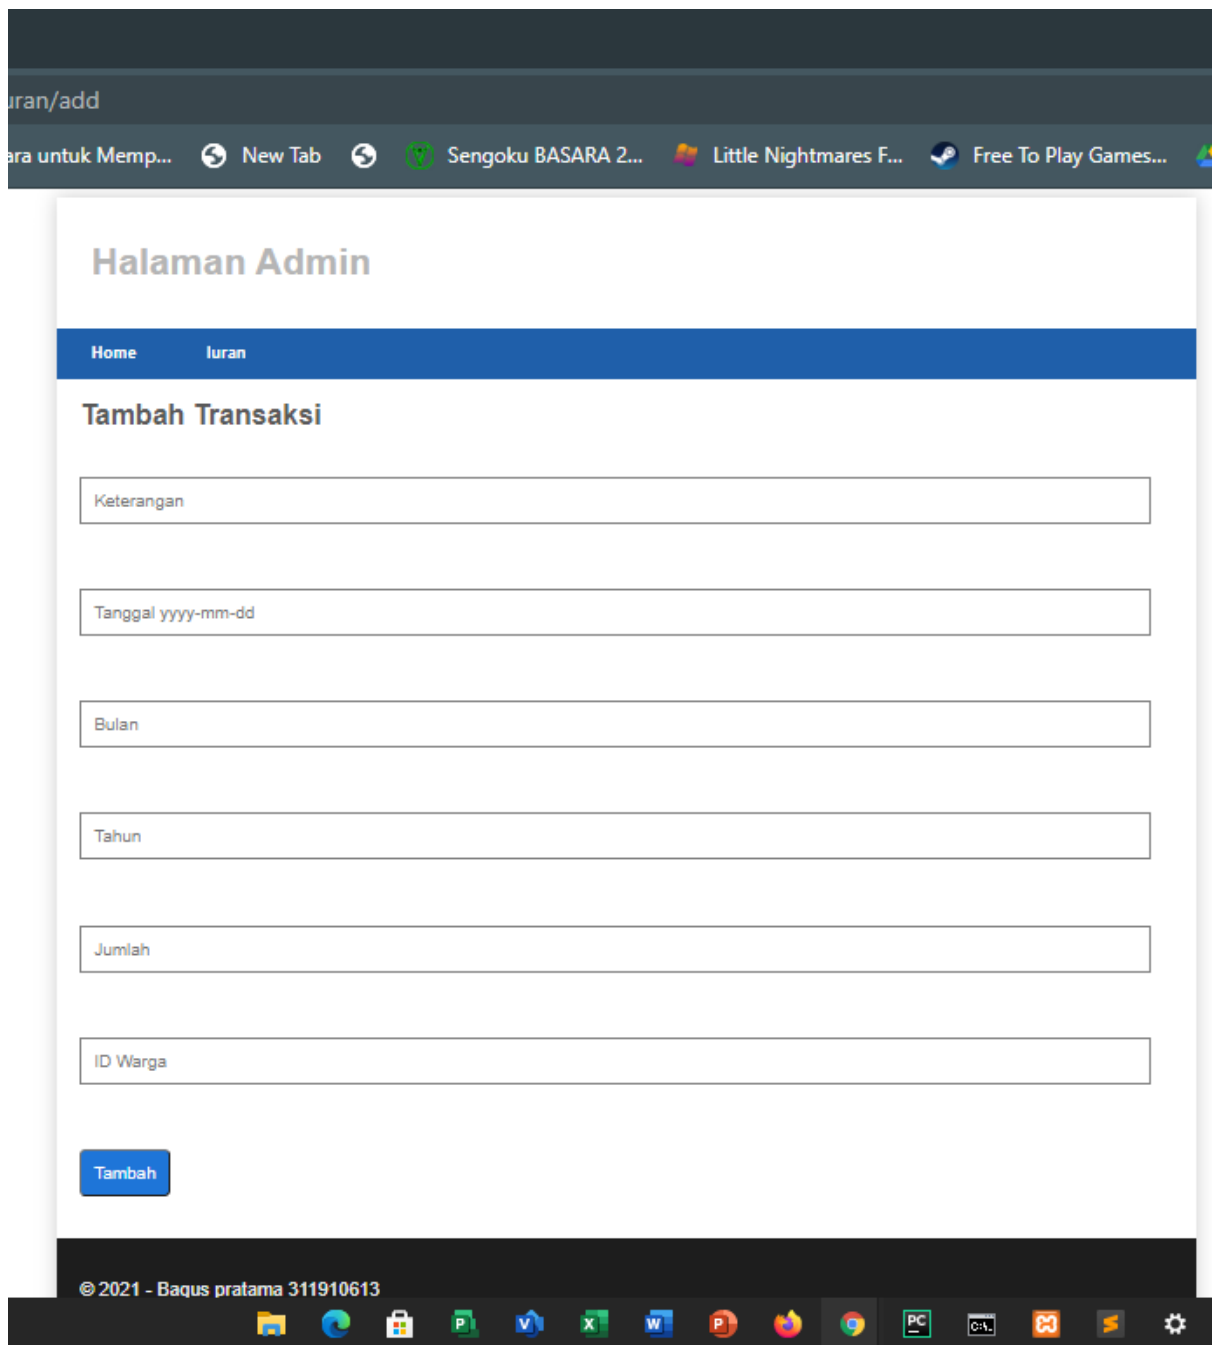 uran/add
ara untuk Memp... New Tab Sengoku BASARA 2... Little Nightmares F... Free To Play Games...
Halaman Admin
Home Iuran
Tambah Transaksi
Keterangan
Tanggal yyyy-mm-dd
Bulan
Tahun
Jumlah
ID Warga
Tambah
© 2021 - Bagus pratama 311910613